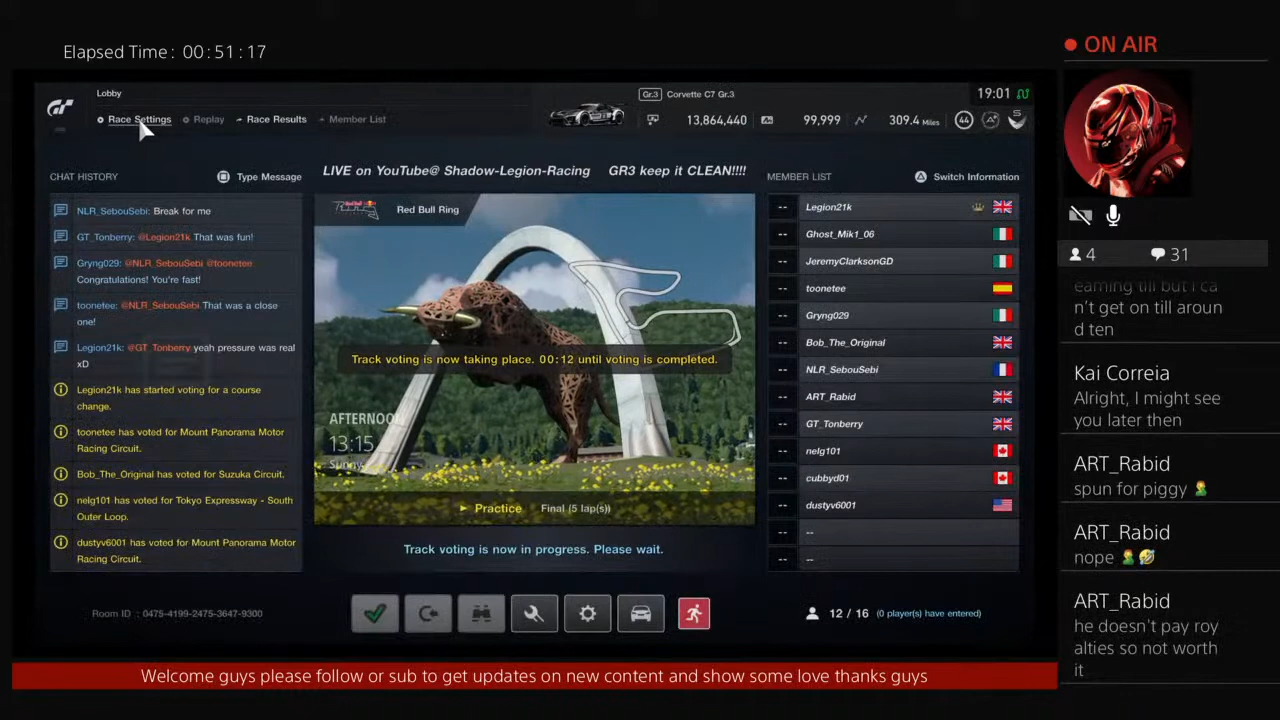 Elapsed Time: 00:51:17
ON AIR
Lobby
Race Settings
Replay
Race Results
Member List
Gr.3 Corvette C7 Gr.3
13,864,440
99,999
309.4 Miles
44
A+
S
19:01
CHAT HISTORY
Type Message
LIVE on YouTube@ Shadow-Legion-Racing GR3 keep it CLEAN!!!!
MEMBER LIST
Switch Information
NLR_SebouSebi: Break for me
GT_Tonberry: @Legion21k That was fun!
Gryng029: @NLR_SebouSebi @toonetee
Congratulations! You're fast!
toonetee: @NLR_SebouSebi That was a close
one!
Legion21k: @GT_Tonberry yeah pressure was real
xD
Legion21k has started voting for a course
change.
toonetee has voted for Mount Panorama Motor
Racing Circuit.
Bob_The_Original has voted for Suzuka Circuit.
nelg101 has voted for Tokyo Expressway - South
Outer Loop.
dustyv6001 has voted for Mount Panorama Motor
Racing Circuit.
Red Bull Ring
Track voting is now taking place. 00:12 until voting is completed.
AFTERNOON
13:15
Sunny
Practice Final (5 lap(s))
Track voting is now in progress. Please wait.
-- Legion21k
-- Ghost_Mik1_06
-- JeremyClarksonGD
-- toonetee
-- Gryng029
-- Bob_The_Original
-- NLR_SebouSebi
-- ART_Rabid
-- GT_Tonberry
-- nelg101
-- cubbyd01
-- dustyv6001
-- --
-- --
Room ID : 0475-4199-2475-3647-9300
12 / 16 (0 player(s) have entered)
4 31
eaming till but i ca
n't get on till aroun
d ten
Kai Correia
Alright, I might see
you later then
ART_Rabid
spun for piggy 🤦
ART_Rabid
nope 🤦🤣
ART_Rabid
he doesn't pay roy
alties so not worth
it
Welcome guys please follow or sub to get updates on new content and show some love thanks guys